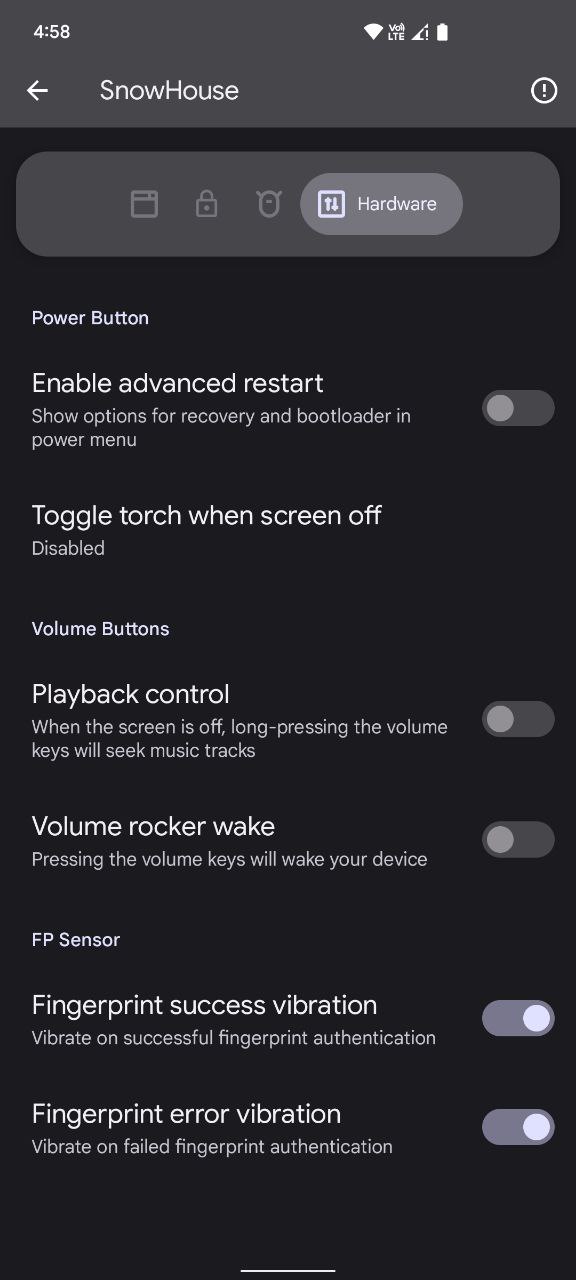 4:58
Vo))
LTE
SnowHouse
Hardware
Power Button
Enable advanced restart
Show options for recovery and bootloader in
power menu
Toggle torch when screen off
Disabled
Volume Buttons
Playback control
When the screen is off, long-pressing the volume
keys will seek music tracks
Volume rocker wake
Pressing the volume keys will wake your device
FP Sensor
Fingerprint success vibration
Vibrate on successful fingerprint authentication
Fingerprint error vibration
Vibrate on failed fingerprint authentication